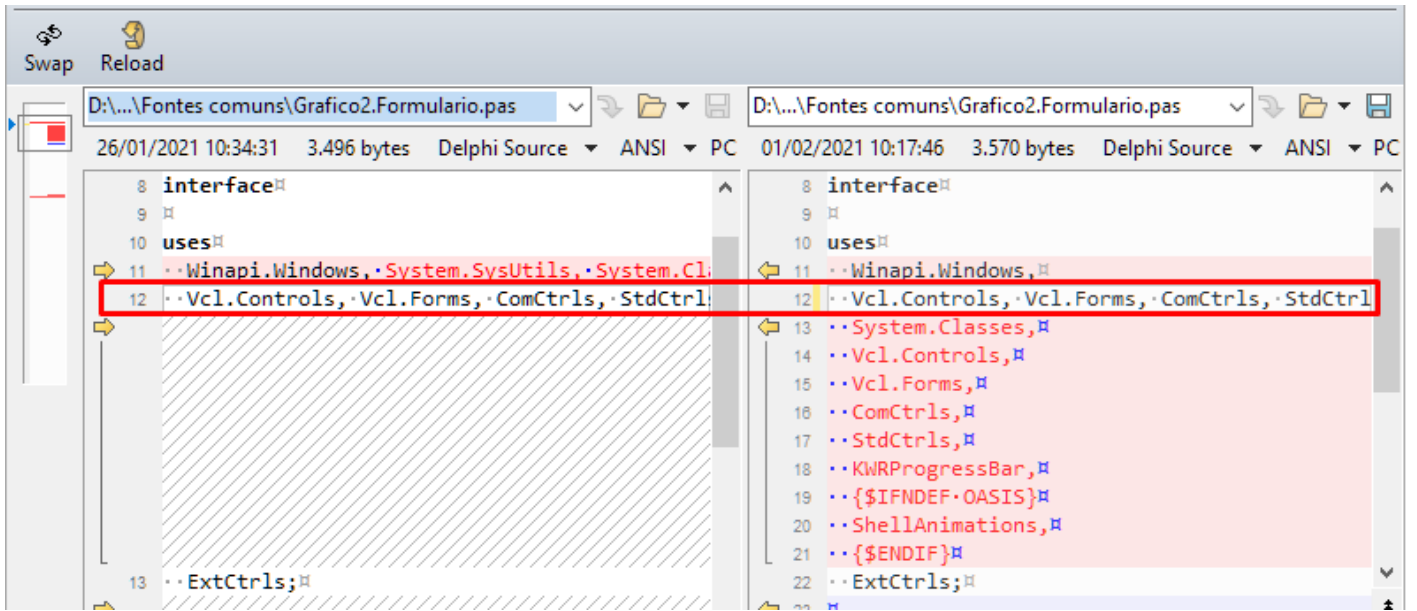 Swap Reload
D:\...\Fontes comuns\Grafico2.Formulario.pas
26/01/2021 10:34:31 3.496 bytes Delphi Source ANSI PC
8 interface¤
9 ¤
10 uses¤
11 ··Winapi.Windows,·System.SysUtils,·System.Cl
12 ··Vcl.Controls,·Vcl.Forms,·ComCtrls,·StdCtrl
13 ··ExtCtrls;¤
D:\...\Fontes comuns\Grafico2.Formulario.pas
01/02/2021 10:17:46 3.570 bytes Delphi Source ANSI PC
8 interface¤
9 ¤
10 uses¤
11 ··Winapi.Windows,¤
12 ··Vcl.Controls,·Vcl.Forms,·ComCtrls,·StdCtrl
13 ··System.Classes,¤
14 ··Vcl.Controls,¤
15 ··Vcl.Forms,¤
16 ··ComCtrls,¤
17 ··StdCtrls,¤
18 ··KWRProgressBar,¤
19 ··{$IFNDEF·OASIS}¤
20 ··ShellAnimations,¤
21 ··{$ENDIF}¤
22 ··ExtCtrls;¤